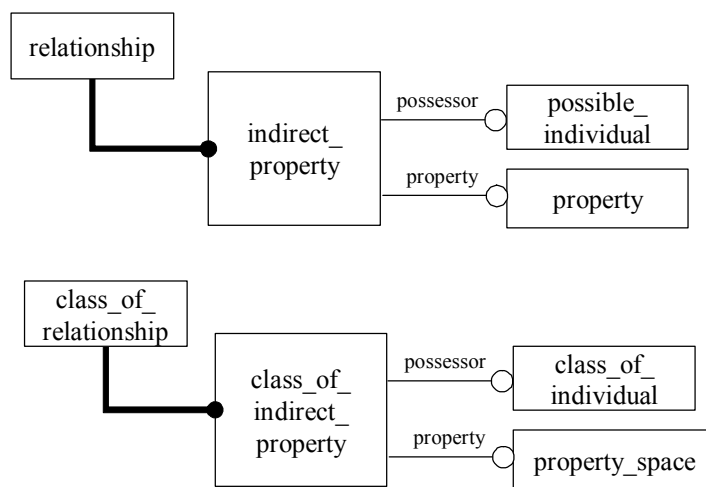 relationship
possessor
possible_
individual
indirect_
property
property
property
class_of_
relationship
possessor
class_of_
individual
class_of_
indirect_
property
property
property_space